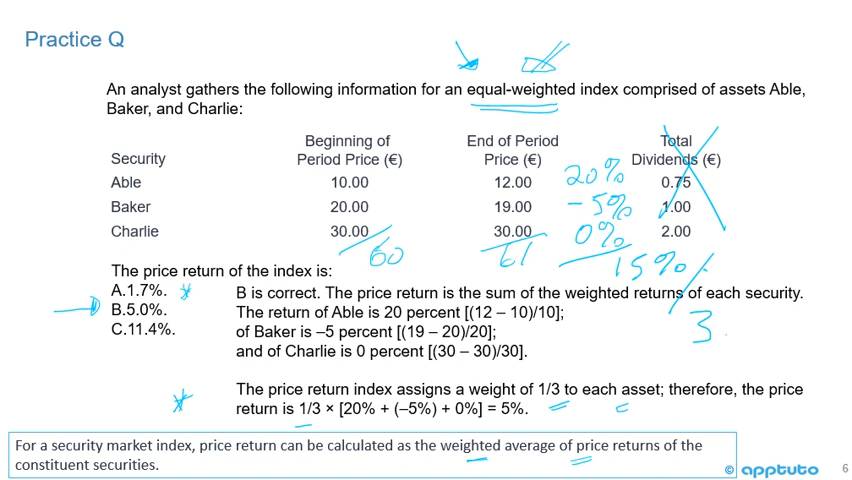 Practice Q
An analyst gathers the following information for an equal-weighted index comprised of assets Able,
Baker, and Charlie:
Beginning of End of Period Total
Security Period Price (€) Price (€) Dividends (€)
Able 10.00 12.00 20% 0.75
Baker 20.00 19.00 -5% 1.00
Charlie 30.00 30.00 0% 2.00
60 61 15% /
3
The price return of the index is:
A.1.7%.
B.5.0%.
C.11.4%.
B is correct. The price return is the sum of the weighted returns of each security.
The return of Able is 20 percent [(12 – 10)/10];
of Baker is –5 percent [(19 – 20)/20];
and of Charlie is 0 percent [(30 – 30)/30].
The price return index assigns a weight of 1/3 to each asset; therefore, the price
return is 1/3 × [20% + (–5%) + 0%] = 5%.
For a security market index, price return can be calculated as the weighted average of price returns of the
constituent securities.
© apptuto 6